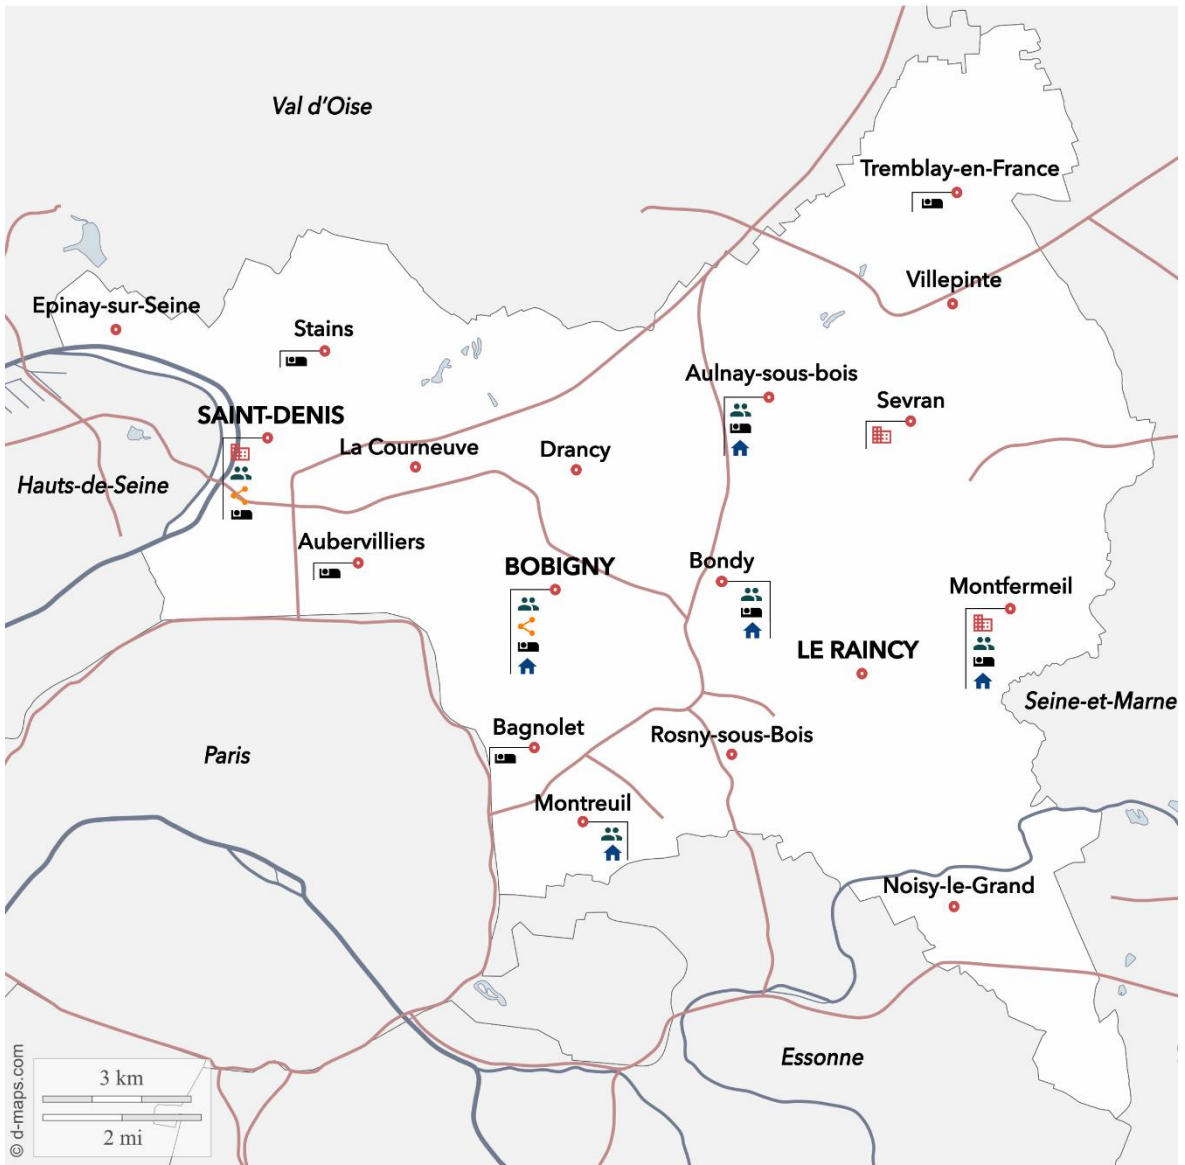 Val d'Oise
Tremblay-en-France
Villepinte
Epinay-sur-Seine
Stains
Aulnay-sous-bois
Sevran
SAINT-DENIS
La Courneuve
Drancy
Hauts-de-Seine
Aubervilliers
BOBIGNY
Bondy
Montfermeil
LE RAINCY
Seine-et-Marne
Bagnolet
Rosny-sous-Bois
Paris
Montreuil
Noisy-le-Grand
Essonne
3 km
2 mi
© d-maps.com